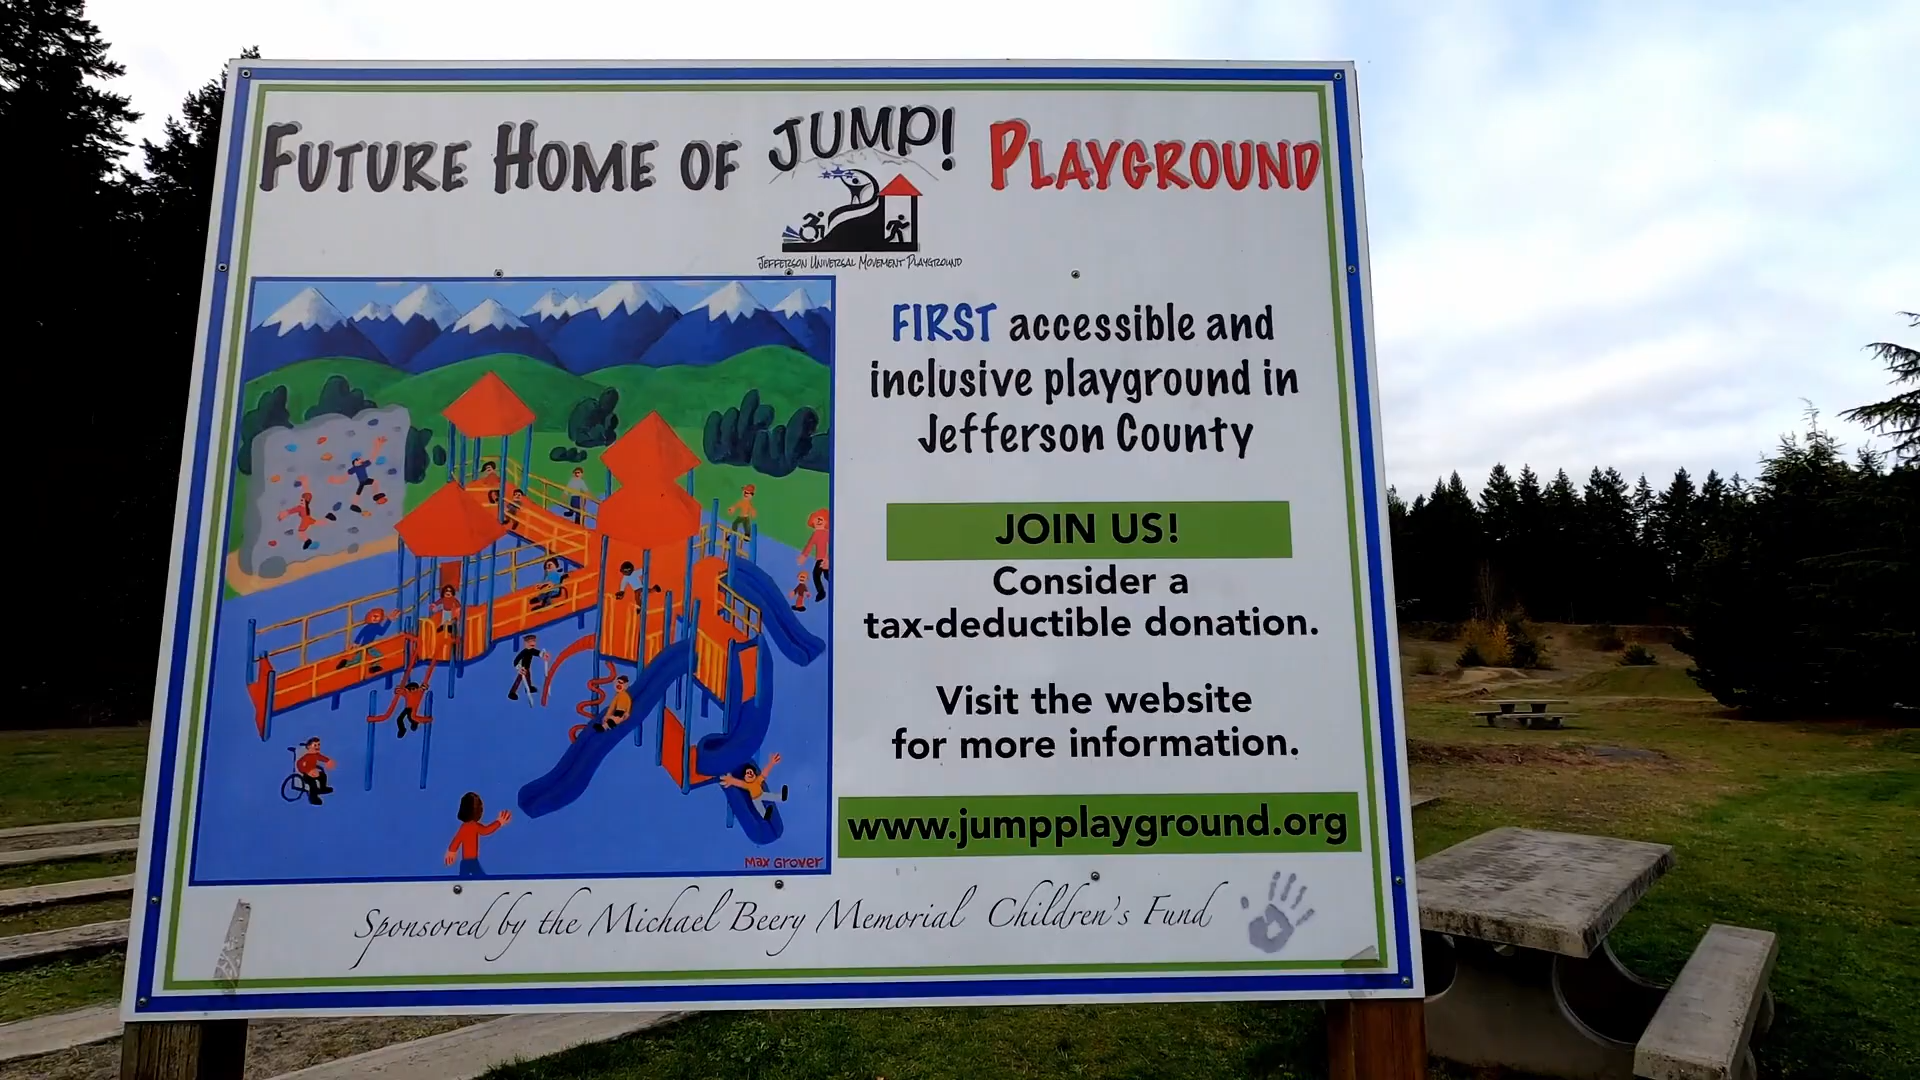 FUTURE HOME OF JUMP! PLAYGROUND
JEFFERSON UNIVERSAL MOVEMENT PLAYGROUND
FIRST accessible and
inclusive playground in
Jefferson County
JOIN US!
Consider a
tax-deductible donation.
Visit the website
for more information.
www.jumpplayground.org
MAX GROVER
Sponsored by the Michael Beery Memorial Children's Fund